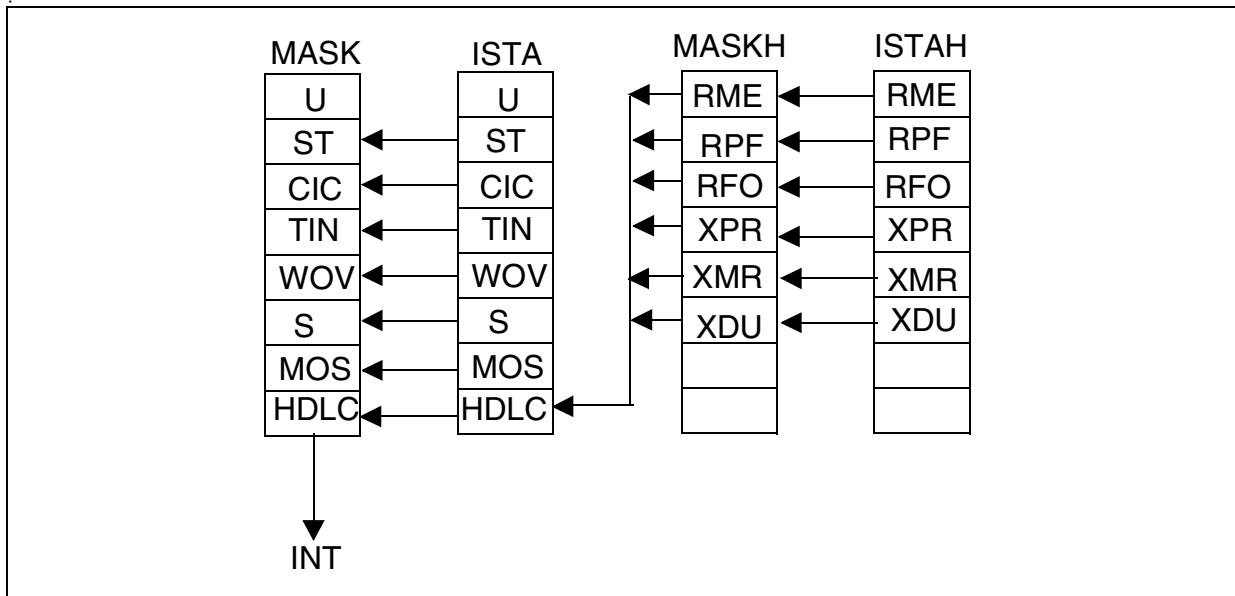 MASK ISTA MASKH ISTAH
U U RME RME
ST ST RPF RPF
CIC CIC RFO RFO
TIN TIN XPR XPR
WOV WOV XMR XMR
S S XDU XDU
MOS MOS
HDLC HDLC
INT